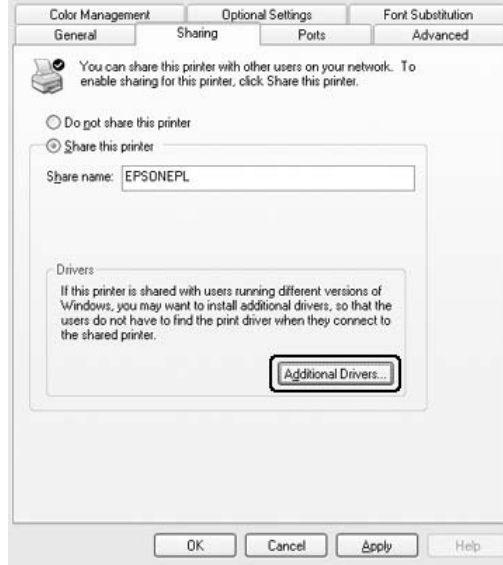 Color Management Optional Settings Font Substitution
General Sharing Ports Advanced
You can share this printer with other users on your network. To
enable sharing for this printer, click Share this printer.
Do not share this printer
Share this printer
Share name: EPSONEPL
Drivers
If this printer is shared with users running different versions of
Windows, you may want to install additional drivers, so that the
users do not have to find the print driver when they connect to
the shared printer.
Additional Drivers...
OK Cancel Apply Help